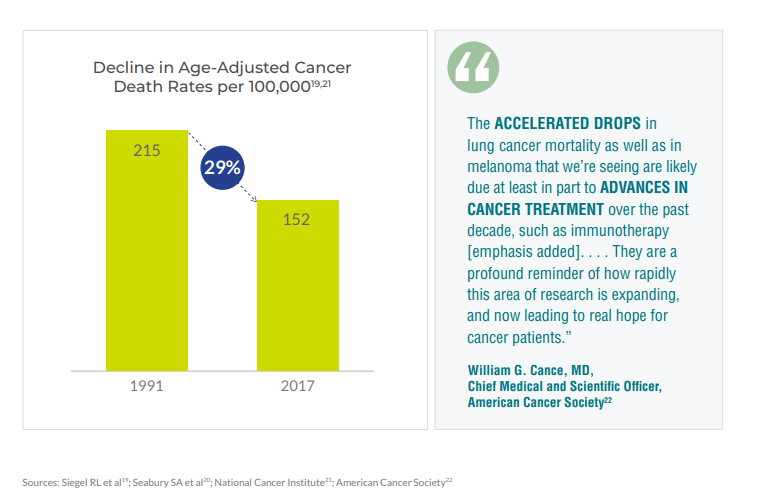 Decline in Age-Adjusted Cancer
Death Rates per 100,000¹⁹,²¹
215
29%
152
1991
2017
“
The ACCELERATED DROPS in
lung cancer mortality as well as in
melanoma that we’re seeing are likely
due at least in part to ADVANCES IN
CANCER TREATMENT over the past
decade, such as immunotherapy
[emphasis added]. . . . They are a
profound reminder of how rapidly
this area of research is expanding,
and now leading to real hope for
cancer patients.”
William G. Cance, MD,
Chief Medical and Scientific Officer,
American Cancer Society²²
Sources: Siegel RL et al¹⁹; Seabury SA et al²⁰; National Cancer Institute²¹; American Cancer Society²²